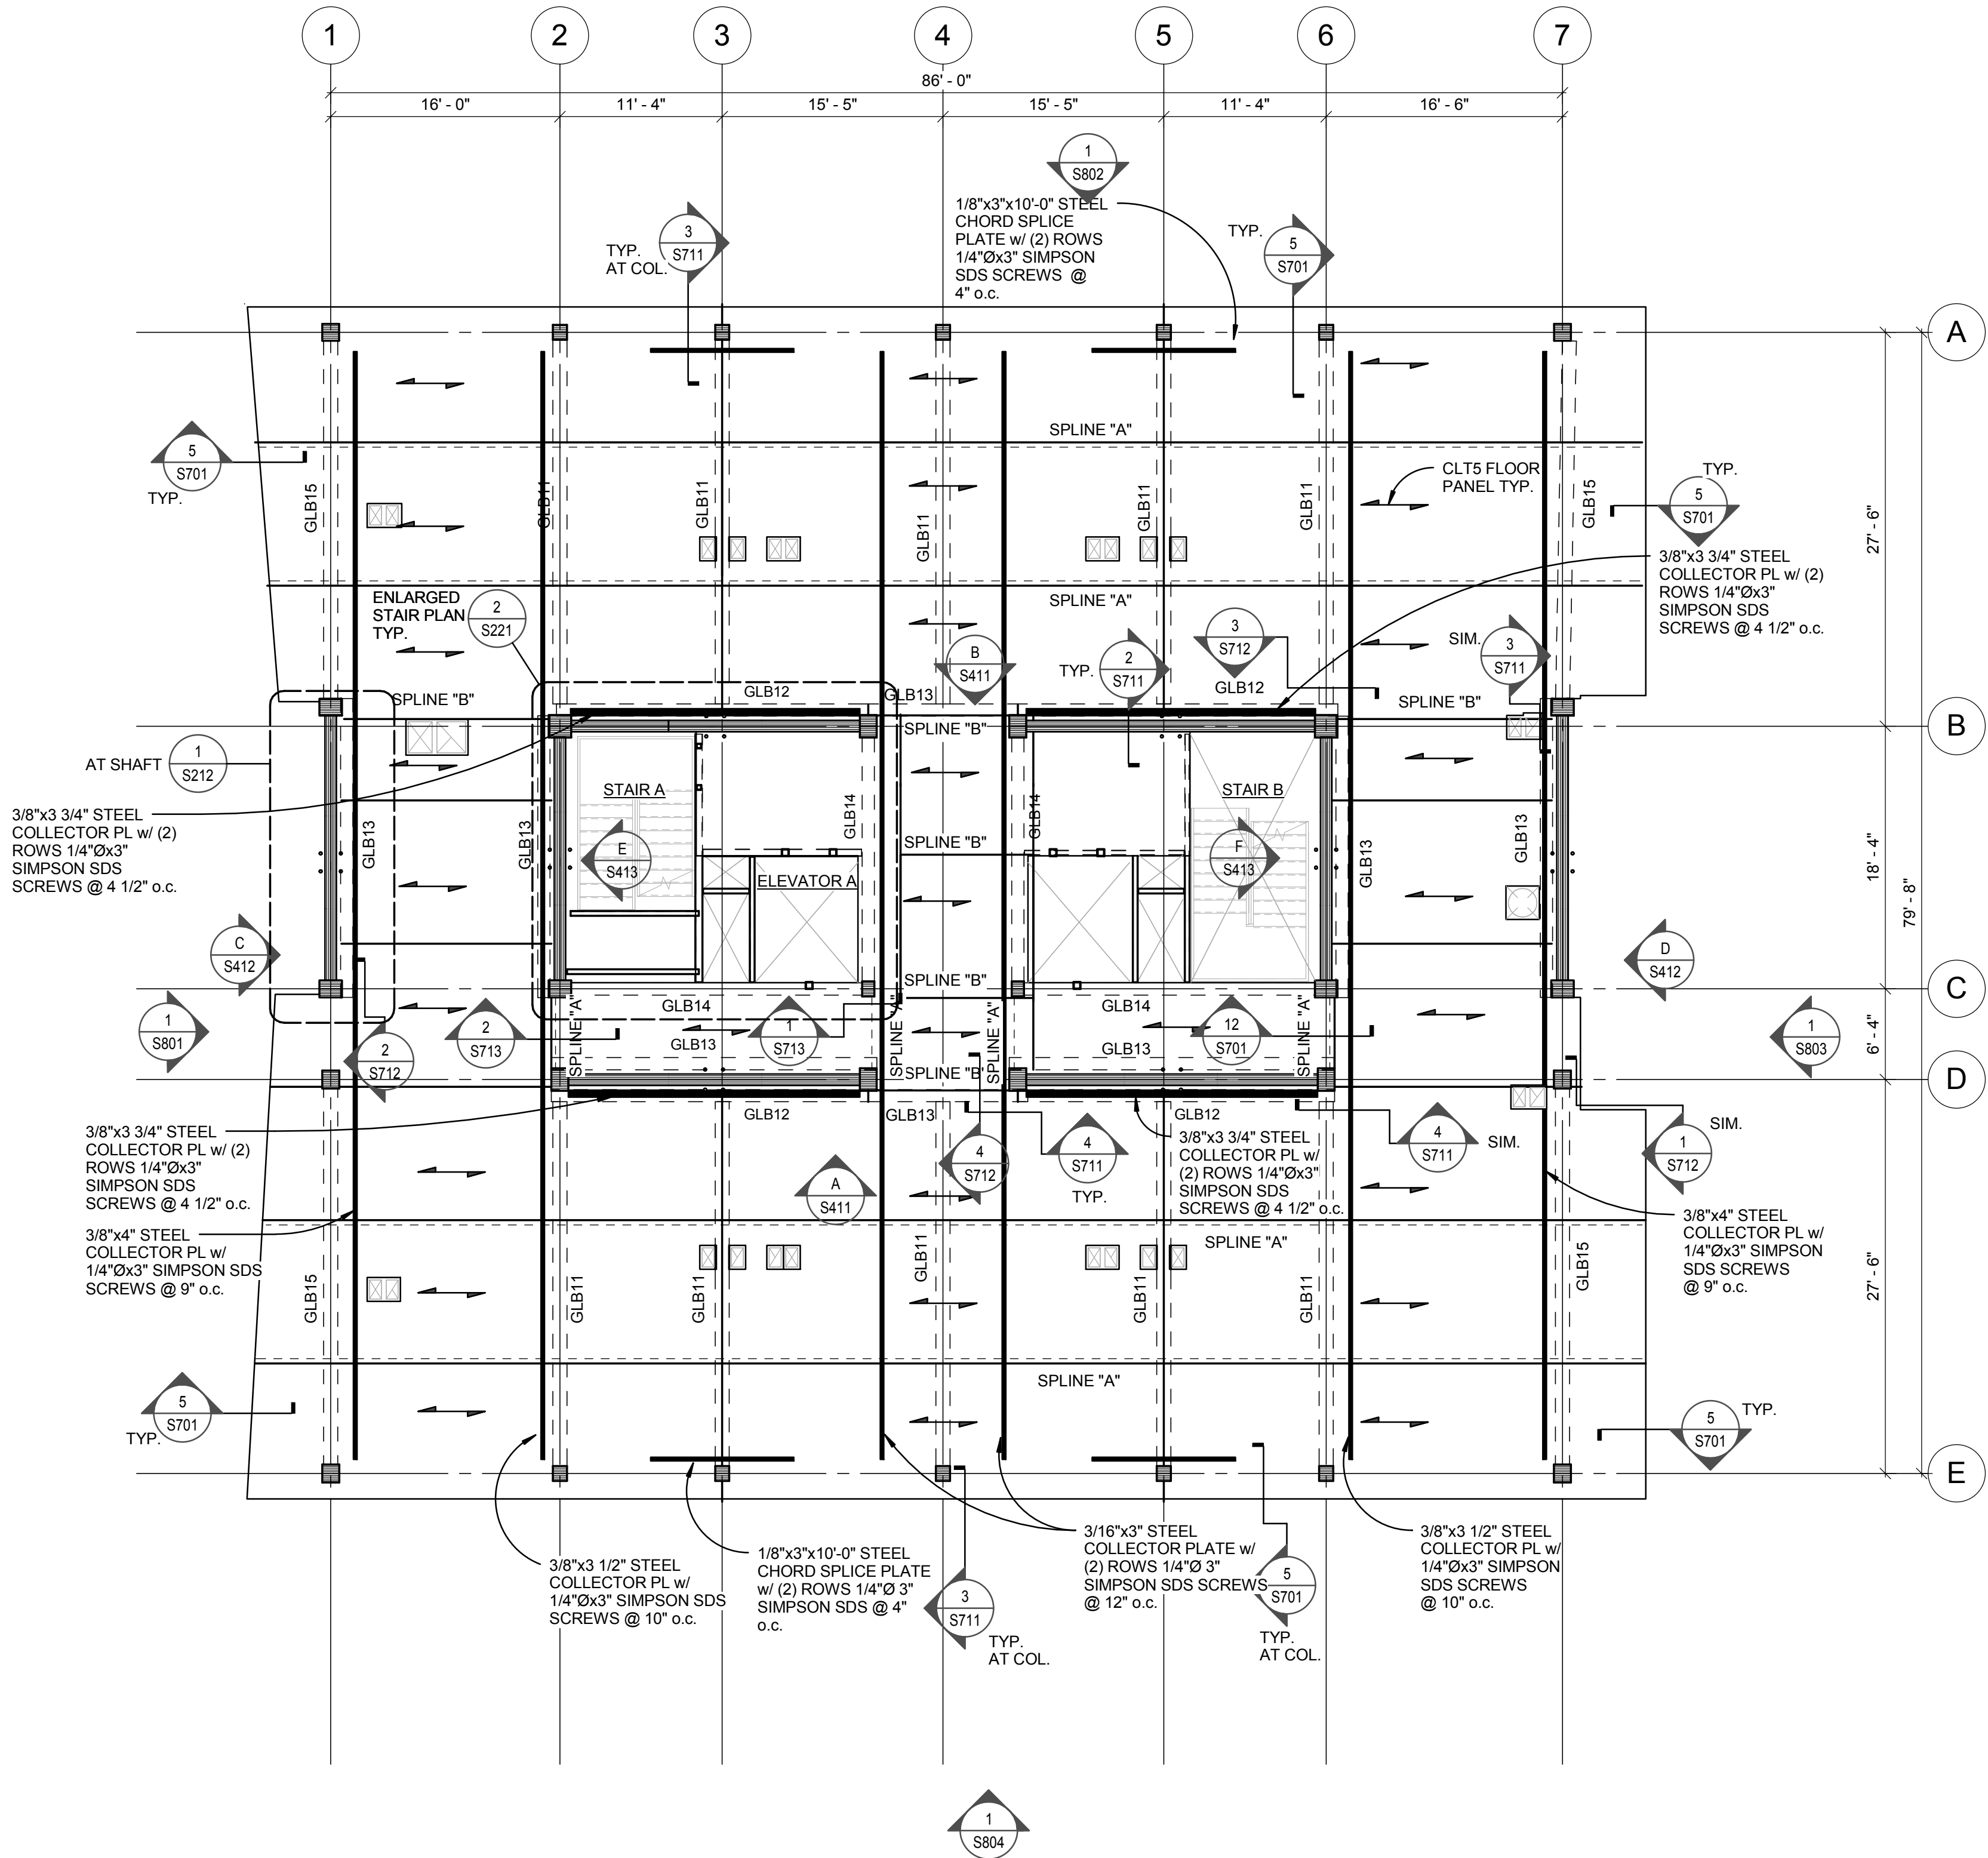 1
2
3
4
5
6
7
86' - 0"
16' - 0"
11' - 4"
15' - 5"
15' - 5"
11' - 4"
16' - 6"
1
S802
1/8"x3"x10'-0" STEEL
CHORD SPLICE
PLATE w/ (2) ROWS
1/4"Øx3" SIMPSON
SDS SCREWS @
4" o.c.
3
S711
TYP.
AT COL.
TYP.
5
S701
A
SPLINE "A"
5
S701
TYP.
CLT5 FLOOR
PANEL TYP.
TYP.
5
S701
GLB15
GLB11
GLB11
GLB11
GLB11
GLB11
GLB15
27' - 6"
3/8"x3 3/4" STEEL
COLLECTOR PL w/ (2)
ROWS 1/4"Øx3"
SIMPSON SDS
SCREWS @ 4 1/2" o.c.
ENLARGED
STAIR PLAN
TYP.
2
S221
SPLINE "A"
3
S712
SIM.
3
S711
B
S411
TYP.
2
S711
GLB12
GLB12
GLB13
SPLINE "B"
SPLINE "B"
SPLINE "B"
B
AT SHAFT
1
S212
STAIR A
STAIR B
3/8"x3 3/4" STEEL
COLLECTOR PL w/ (2)
ROWS 1/4"Øx3"
SIMPSON SDS
SCREWS @ 4 1/2" o.c.
GLB13
GLB13
GLB14
GLB14
GLB13
GLB13
SPLINE "B"
E
S413
F
S413
ELEVATOR A
18' - 4"
79' - 8"
C
S412
D
S412
SPLINE "B"
C
GLB14
GLB14
1
S801
2
S712
2
S713
SPLINE "A"
GLB13
1
S713
SPLINE "A"
SPLINE "A"
GLB13
12
S701
SPLINE "A"
1
S803
6' - 4"
SPLINE "B"
D
GLB12
GLB13
GLB12
3/8"x3 3/4" STEEL
COLLECTOR PL w/ (2)
ROWS 1/4"Øx3"
SIMPSON SDS
SCREWS @ 4 1/2" o.c.
A
S411
4
S712
4
S711
TYP.
3/8"x3 3/4" STEEL
COLLECTOR PL w/
(2) ROWS 1/4"Øx3"
SIMPSON SDS
SCREWS @ 4 1/2" o.c.
4
S711
SIM.
SIM.
1
S712
3/8"x4" STEEL
COLLECTOR PL w/
1/4"Øx3" SIMPSON SDS
SCREWS @ 9" o.c.
3/8"x4" STEEL
COLLECTOR PL w/
1/4"Øx3" SIMPSON
SDS SCREWS
@ 9" o.c.
SPLINE "A"
GLB15
GLB11
GLB11
GLB11
GLB11
GLB11
GLB15
27' - 6"
SPLINE "A"
5
S701
TYP.
5
S701
TYP.
E
3/8"x3 1/2" STEEL
COLLECTOR PL w/
1/4"Øx3" SIMPSON SDS
SCREWS @ 10" o.c.
1/8"x3"x10'-0" STEEL
CHORD SPLICE PLATE
w/ (2) ROWS 1/4"Ø 3"
SIMPSON SDS @ 4"
o.c.
3
S711
TYP.
AT COL.
3/16"x3" STEEL
COLLECTOR PLATE w/
(2) ROWS 1/4"Ø 3"
SIMPSON SDS SCREWS
@ 12" o.c.
5
S701
TYP.
AT COL.
3/8"x3 1/2" STEEL
COLLECTOR PL w/
1/4"Øx3" SIMPSON
SDS SCREWS
@ 10" o.c.
1
S804